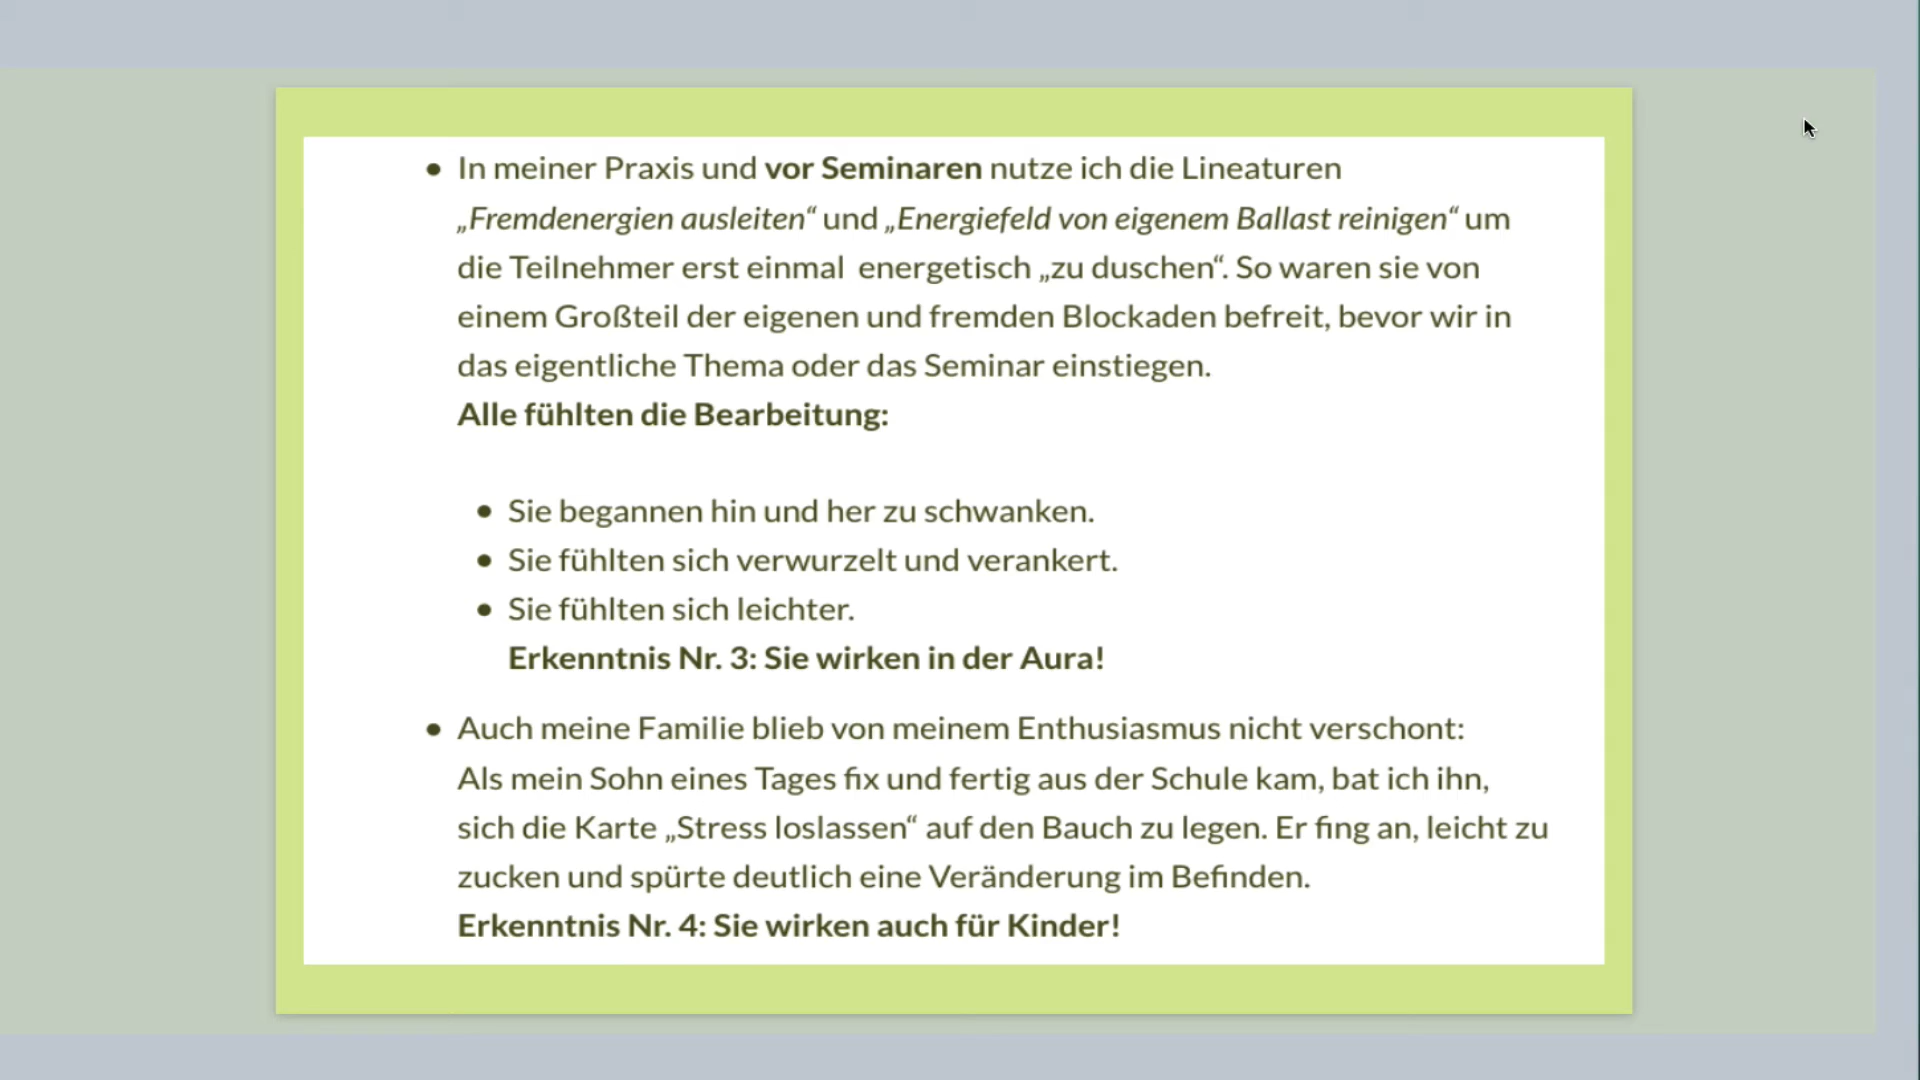 • In meiner Praxis und vor Seminaren nutze ich die Lineaturen
„Fremdenergien ausleiten“ und „Energiefeld von eigenem Ballast reinigen“ um
die Teilnehmer erst einmal  energetisch „zu duschen“. So waren sie von
einem Großteil der eigenen und fremden Blockaden befreit, bevor wir in
das eigentliche Thema oder das Seminar einstiegen.
Alle fühlten die Bearbeitung:
• Sie begannen hin und her zu schwanken.
• Sie fühlten sich verwurzelt und verankert.
• Sie fühlten sich leichter.
Erkenntnis Nr. 3: Sie wirken in der Aura!
• Auch meine Familie blieb von meinem Enthusiasmus nicht verschont:
Als mein Sohn eines Tages fix und fertig aus der Schule kam, bat ich ihn,
sich die Karte „Stress loslassen“ auf den Bauch zu legen. Er fing an, leicht zu
zucken und spürte deutlich eine Veränderung im Befinden.
Erkenntnis Nr. 4: Sie wirken auch für Kinder!